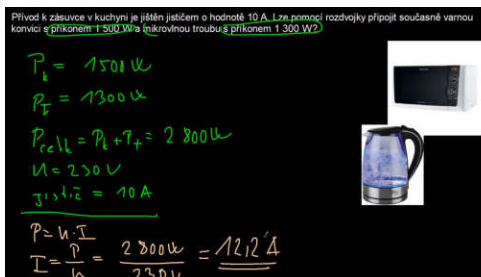 Přívod k zásuvce v kuchyni je jištěn jističem o hodnotě 10 A. Lze pomocí rozdvojky připojit současně varnou
konvici s příkonem 1 500 W a mikrovlnou troubu s příkonem 1 300 W?
Pk = 1500 W
PT = 1300 W
Pcelk = Pk + PT = 2 800 W
U = 230 V
jistič = 10 A
P = U · I
I = P/U = 2 800 W / 230 V = 12,2 A